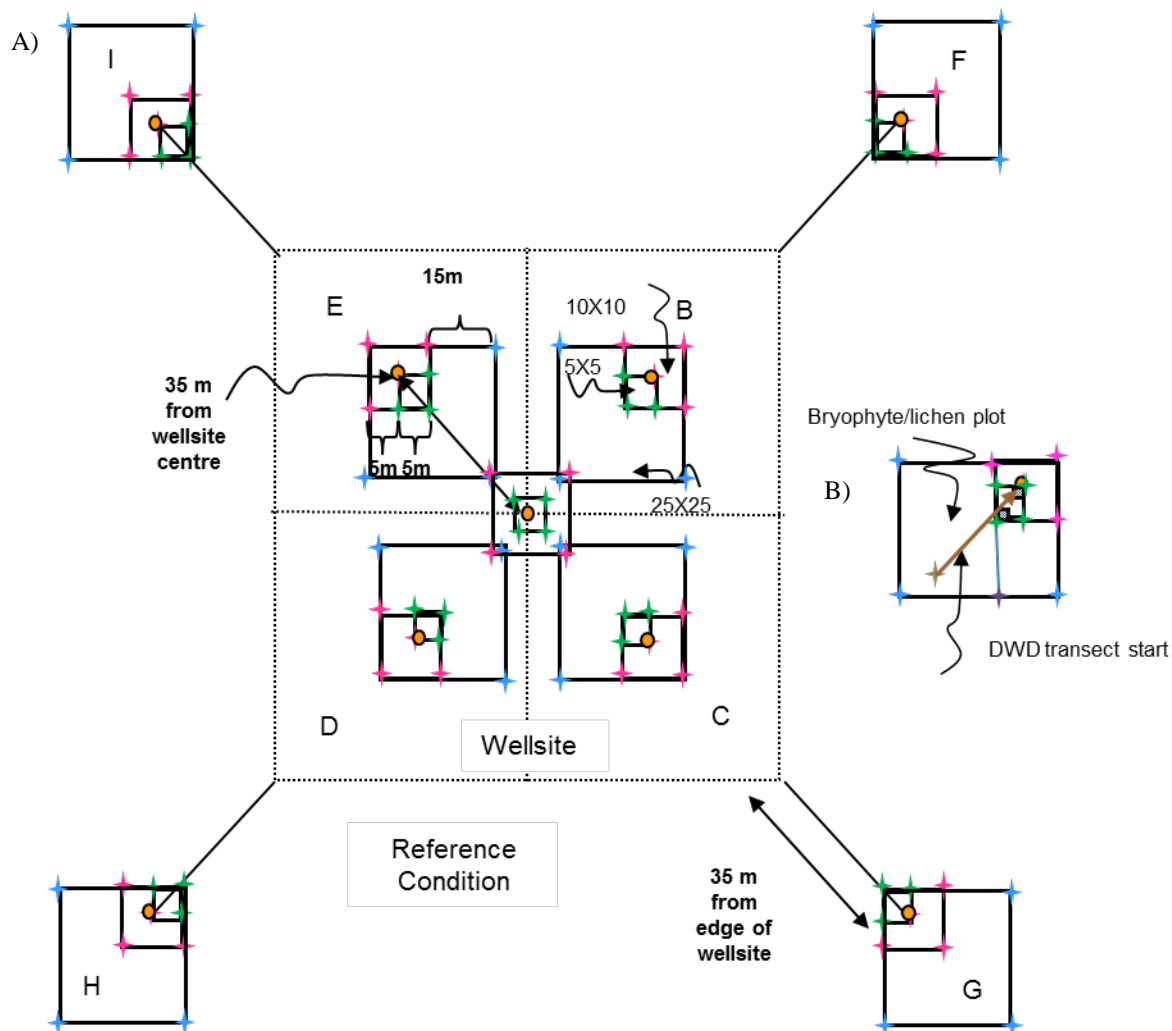 A)
I
F
15m
E
10X10
B
5X5
35 m
from
wellsite
centre
Bryophyte/lichen plot
5m 5m
25X25
B)
DWD transect start
D
C
Wellsite
Reference
Condition
35 m
from
edge of
wellsite
H
G